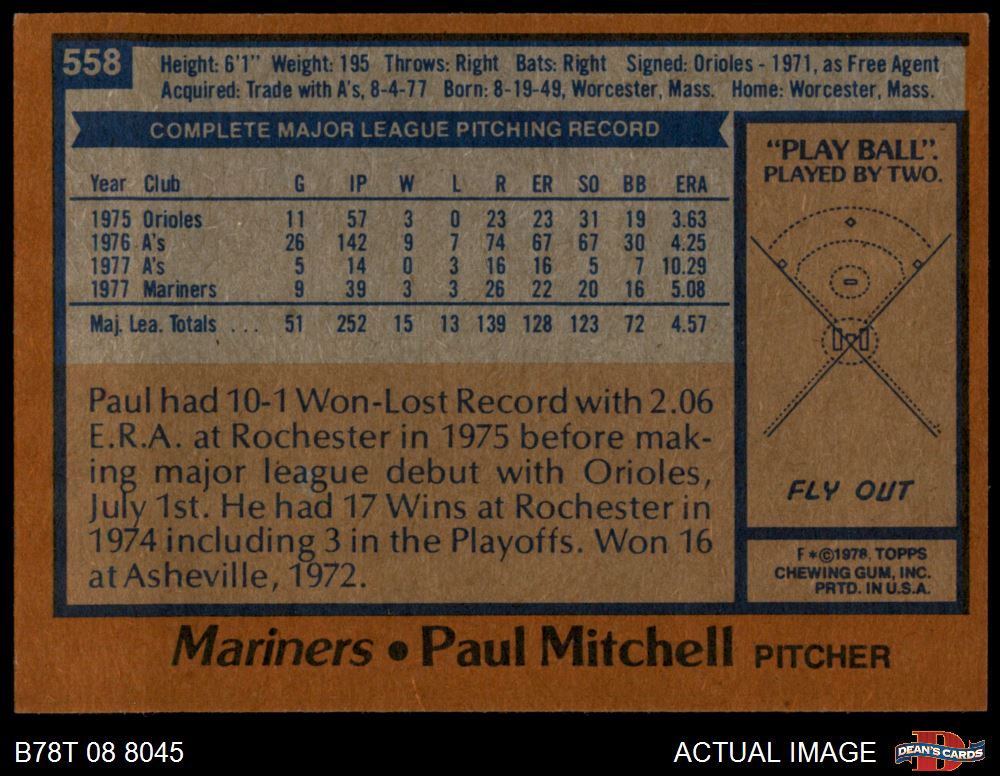 558
Height: 6'1" Weight: 195 Throws: Right Bats: Right Signed: Orioles - 1971, as Free Agent
Acquired: Trade with A's, 8-4-77 Born: 8-19-49, Worcester, Mass. Home: Worcester, Mass.
COMPLETE MAJOR LEAGUE PITCHING RECORD
Year Club G IP W L R ER SO BB ERA
1975 Orioles 11 57 3 0 23 23 31 19 3.63
1976 A's 26 142 9 7 74 67 67 30 4.25
1977 A's 5 14 0 3 16 16 5 7 10.29
1977 Mariners 9 39 3 3 26 22 20 16 5.08
Maj. Lea. Totals . . . 51 252 15 13 139 128 123 72 4.57
Paul had 10-1 Won-Lost Record with 2.06
E.R.A. at Rochester in 1975 before mak-
ing major league debut with Orioles,
July 1st. He had 17 Wins at Rochester in
1974 including 3 in the Playoffs. Won 16
at Asheville, 1972.
"PLAY BALL".
PLAYED BY TWO.
FLY OUT
F*©1978, TOPPS
CHEWING GUM, INC.
PRTD. IN U.S.A.
Mariners • Paul Mitchell PITCHER
B78T 08 8045
ACTUAL IMAGE
DEAN'S CARDS